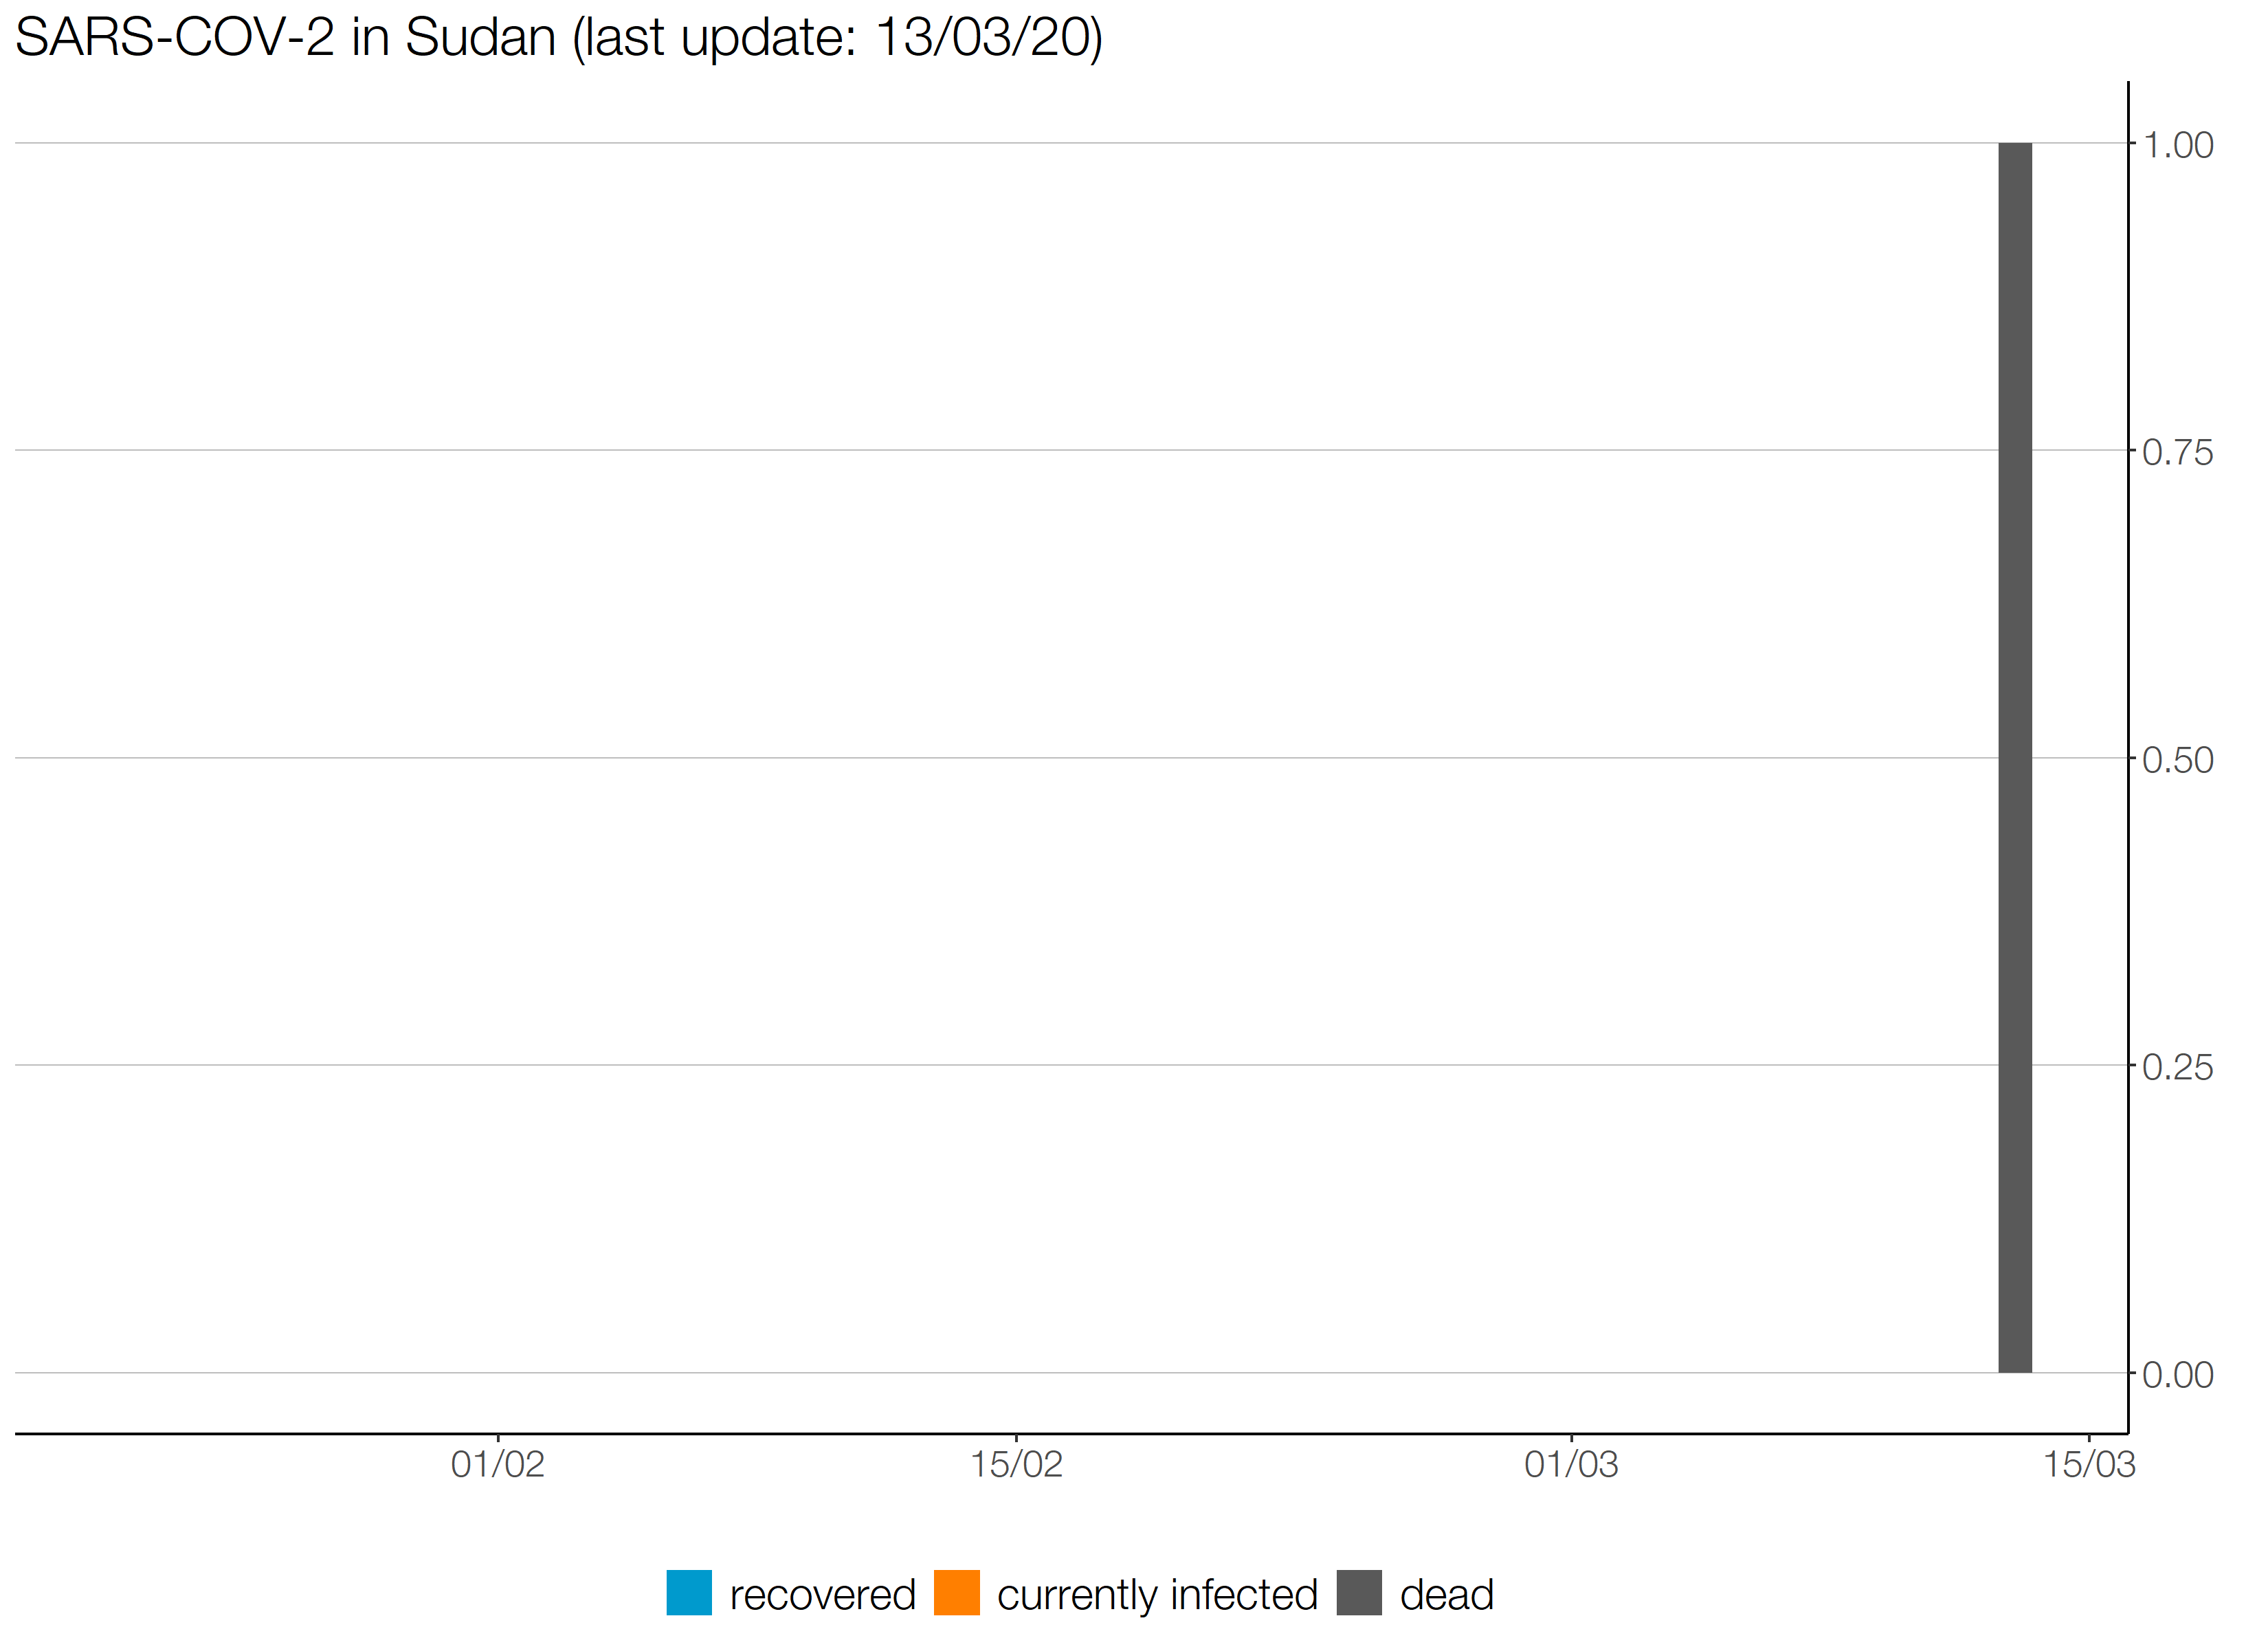 SARS-COV-2 in Sudan (last update: 13/03/20)
1.00
0.75
0.50
0.25
0.00
01/02 15/02 01/03 15/03
recovered currently infected dead